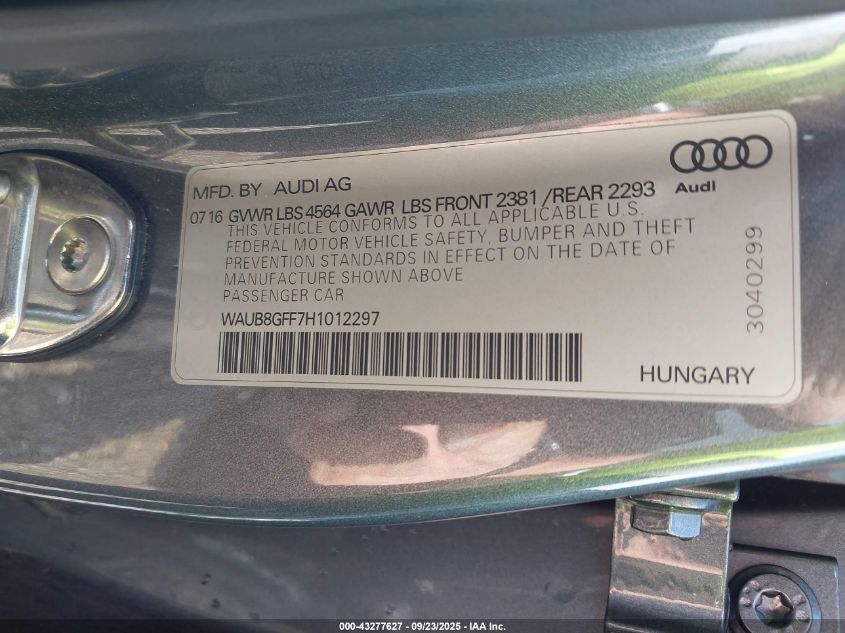 MFD. BY AUDI AG
0716 GVWR LBS 4564 GAWR LBS FRONT 2381 /REAR 2293
THIS VEHICLE CONFORMS TO ALL APPLICABLE U.S.
FEDERAL MOTOR VEHICLE SAFETY, BUMPER AND THEFT
PREVENTION STANDARDS IN EFFECT ON THE DATE OF
MANUFACTURE SHOWN ABOVE
PASSENGER CAR
WAUB8GFF7H1012297
Audi
3040299
HUNGARY
000-43277627 - 09/23/2025 - IAA Inc.